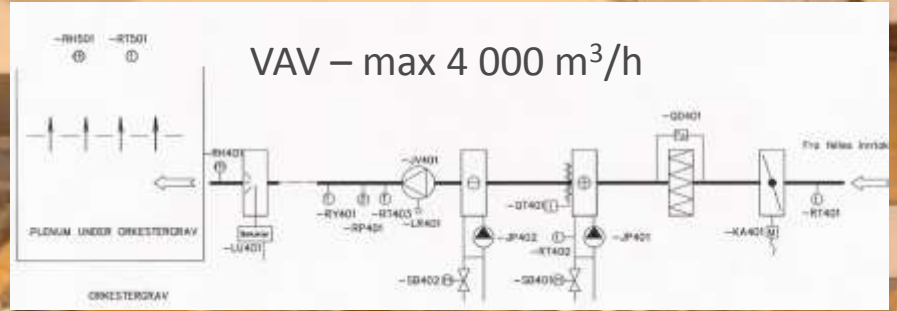 VAV – max 4 000 m³/h
-RH501
-RT501
-QD401
Fra felles inntak
-RH401
-JV401
-QT401
-RY401
-RT403
-LR401
-RP401
-JP402
-JP401
-RT402
-RT401
-KA401
M
PLENUM UNDER ORKESTERGRAV
-LU401
-SB402
-SB401
ORKESTERGRAV